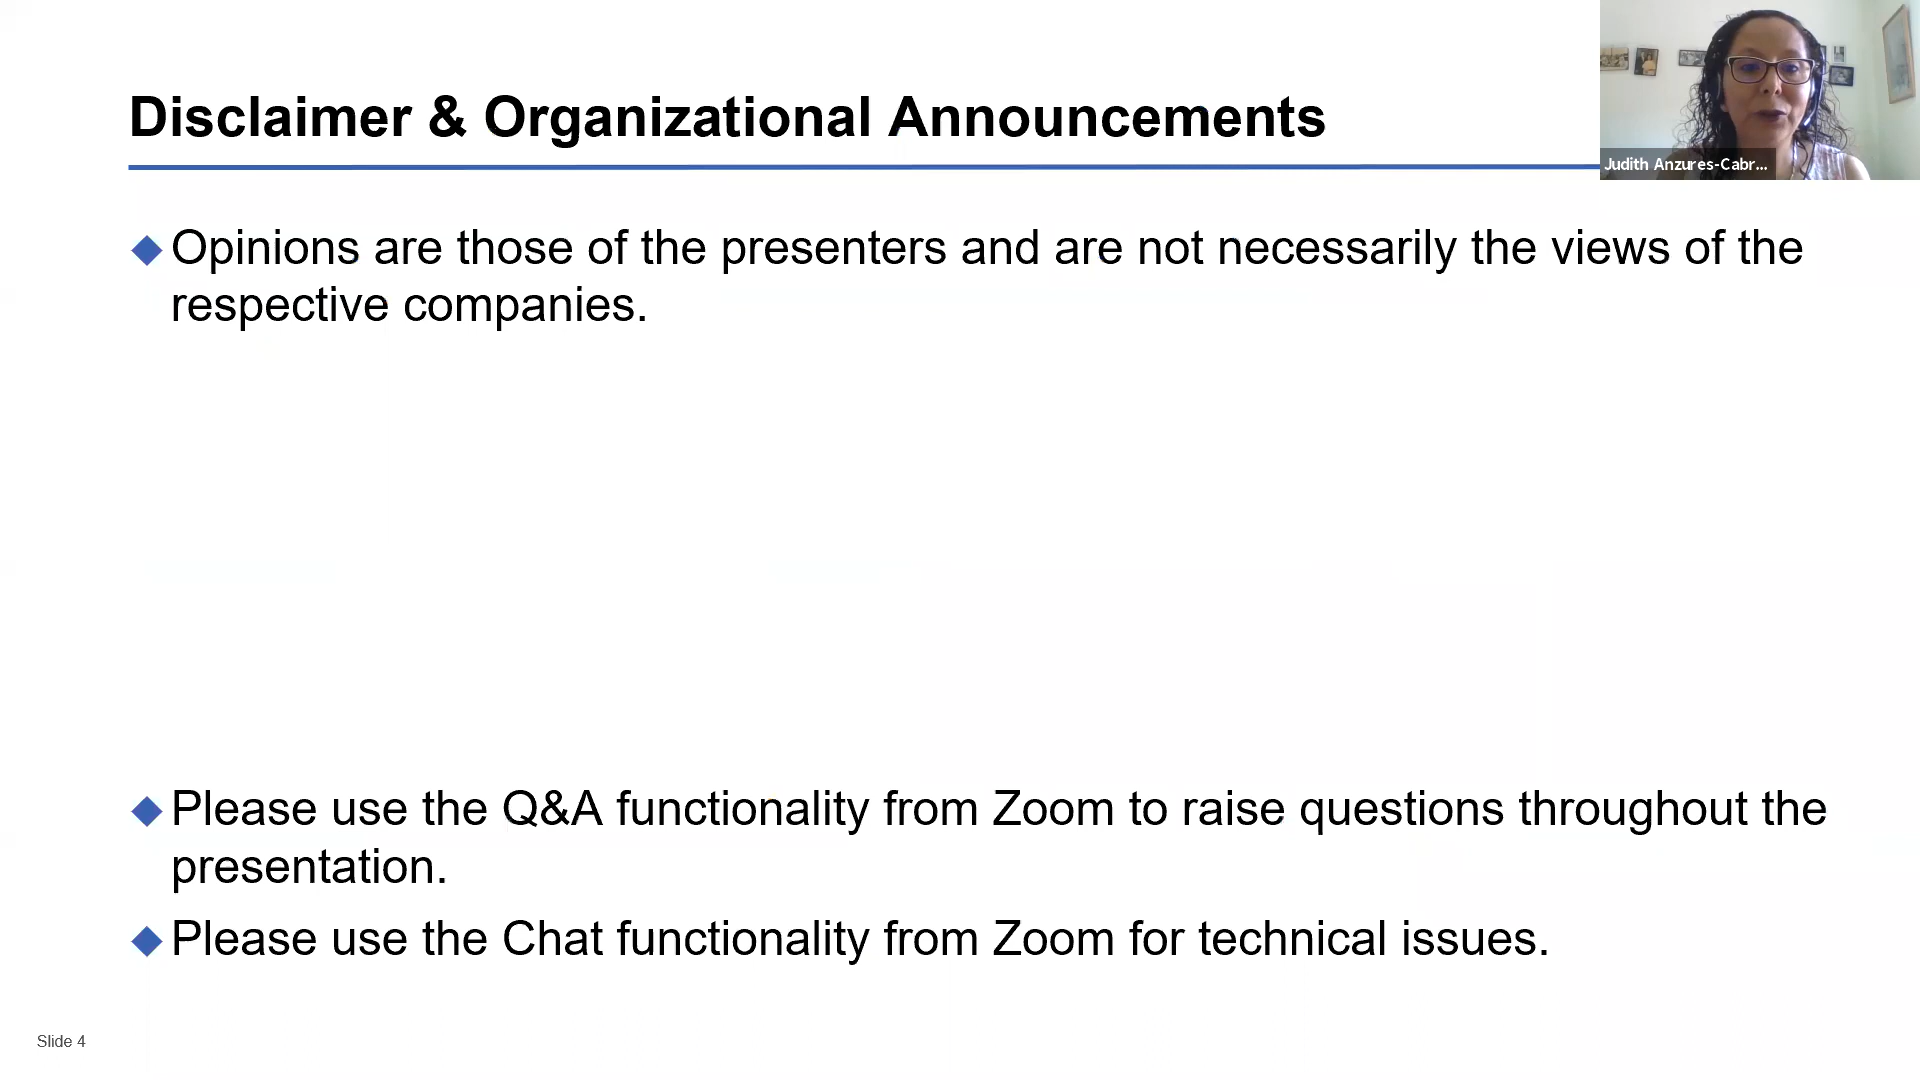 Disclaimer & Organizational Announcements
Judith Anzures-Cabr...
◆Opinions are those of the presenters and are not necessarily the views of the
respective companies.
◆Please use the Q&A functionality from Zoom to raise questions throughout the
presentation.
◆Please use the Chat functionality from Zoom for technical issues.
Slide 4